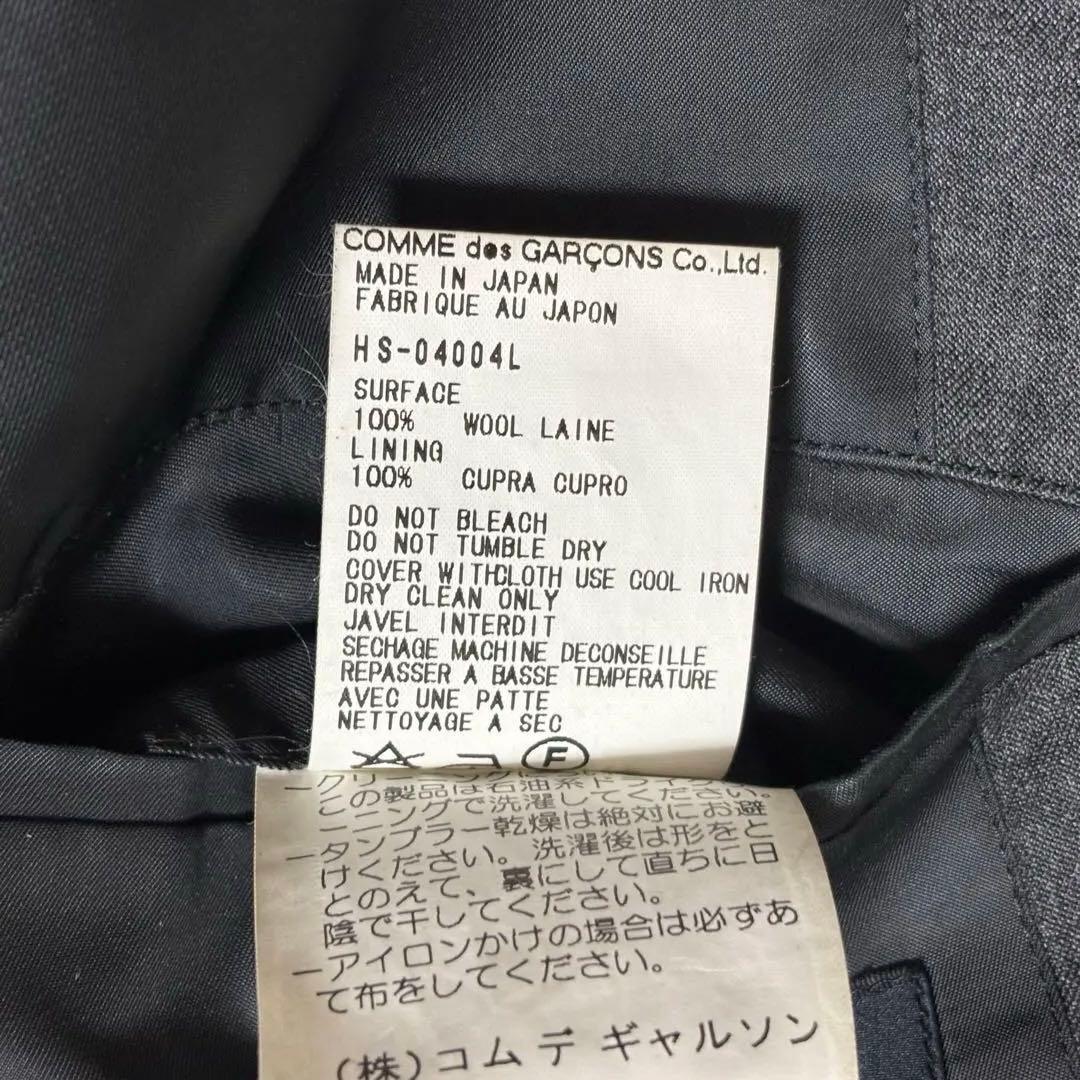 COMME des GARÇONS Co.,Ltd.
MADE IN JAPAN
FABRIQUE AU JAPON
HS-04004L
SURFACE
100% WOOL LAINE
LINING
100% CUPRA CUPRO
DO NOT BLEACH
DO NOT TUMBLE DRY
COVER WITHCLOTH USE COOL IRON
DRY CLEAN ONLY
JAVEL INTERDIT
SECHAGE MACHINE DECONSEILLE
REPASSER A BASSE TEMPERATURE
AVEC UNE PATTE
NETTOYAGE A SEC
F
この製品は石油系ドライクリ
ーニングで洗濯してください。
−タンブラー乾燥は絶対にお避
けください。洗濯後は形をと
とのえて、裏にして直ちに日
陰で干してください。
−アイロンかけの場合は必ずあ
て布をしてください。
(株)コム デ ギャルソン